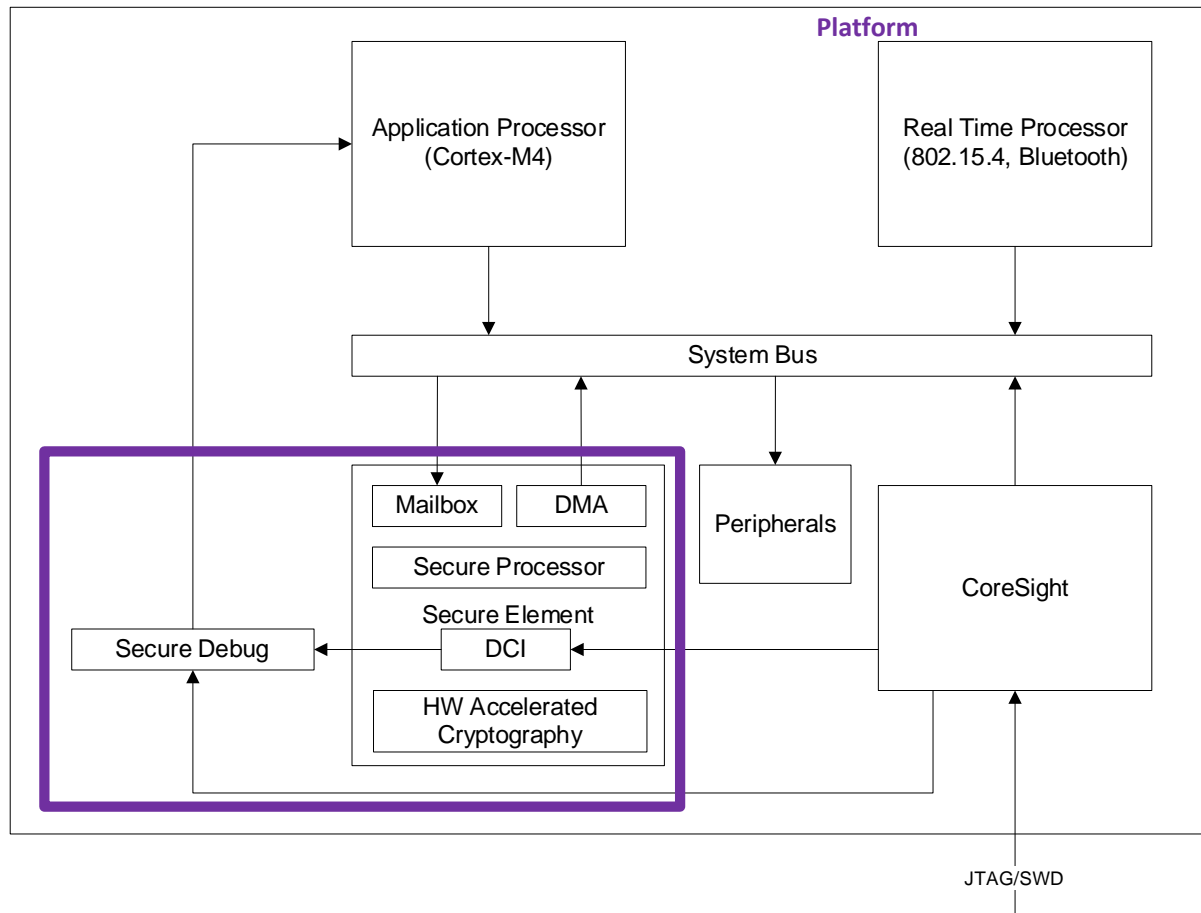 Platform
Application Processor
(Cortex-M4)
Real Time Processor
(802.15.4, Bluetooth)
System Bus
Mailbox
DMA
Peripherals
CoreSight
Secure Processor
Secure Element
Secure Debug
DCI
HW Accelerated
Cryptography
JTAG/SWD